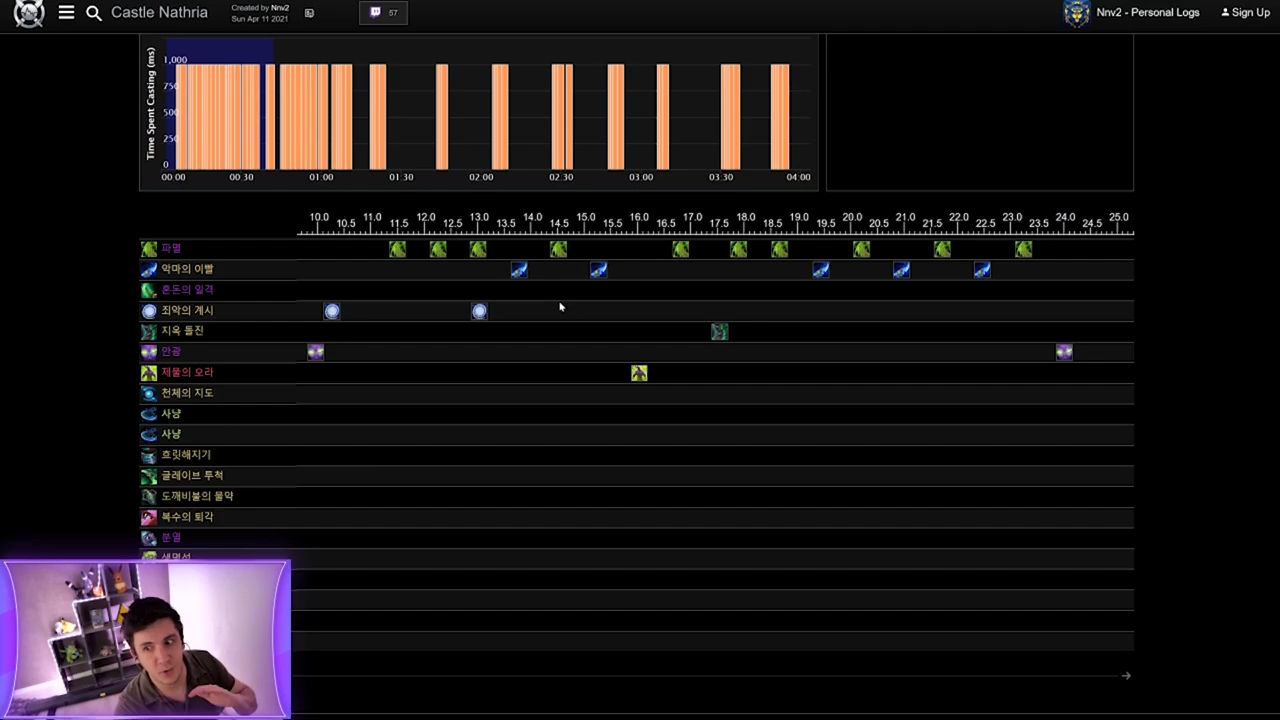 Castle Nathria
Created by Nnv2
Sun Apr 11 2021
57
Nnv2 - Personal Logs
Sign Up
Time Spent Casting (ms)
1,000
750
500
250
0
00:00 00:30 01:00 01:30 02:00 02:30 03:00 03:30 04:00
10.0 10.5 11.0 11.5 12.0 12.5 13.0 13.5 14.0 14.5 15.0 15.5 16.0 16.5 17.0 17.5 18.0 18.5 19.0 19.5 20.0 20.5 21.0 21.5 22.0 22.5 23.0 23.5 24.0 24.5 25.0
파멸
악마의 이빨
혼돈의 일격
죄악의 계시
지옥 돌진
안광
제물의 오라
천체의 지도
사냥
사냥
흐릿해지기
글레이브 투척
도깨비불의 물약
복수의 퇴각
분열
생명석